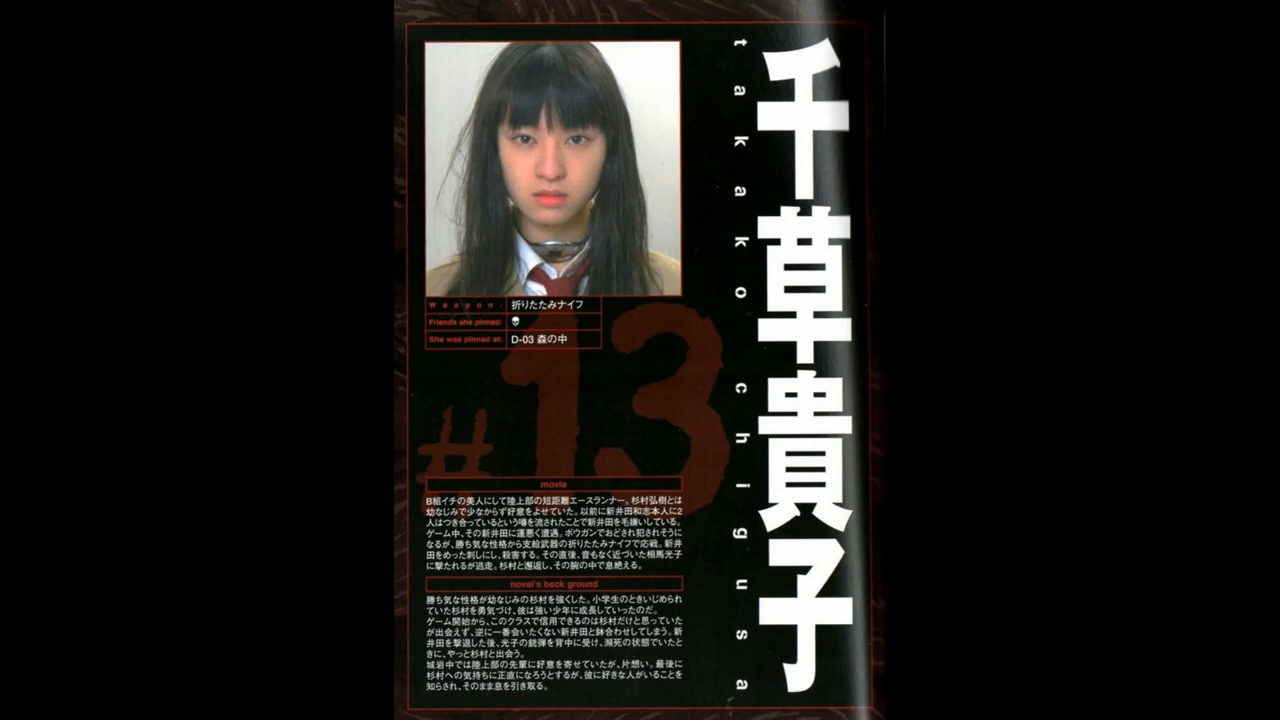 千草貴子
takako chigusa
Weapon: 折りたたみナイフ
Friends she pinned:
She was pinned at: D-03 森の中
#13
movie
B組イチの美人にして陸上部の短距離エースランナー。杉村弘樹とは
幼なじみで少なからず好意をよせていた。以前に新井田和志本人に2
人はつき合っているという噂を流されたことで新井田を毛嫌いしている。
ゲーム中、その新井田に運悪く遭遇。ボウガンでおどされ犯されそうに
なるが、勝ち気な性格から支給武器の折りたたみナイフで応戦。新井
田をめった刺しにし、殺害する。その直後、音もなく近づいた相馬光子
に撃たれるが逃走。杉村と邂逅し、その腕の中で息絶える。
novel's back ground
勝ち気な性格が幼なじみの杉村を強くした。小学生のときいじめられ
ていた杉村を勇気づけ、彼は強い少年に成長していったのだ。
ゲーム開始から、このクラスで信用できるのは杉村だけと思っていた
が出会えず、逆に一番会いたくない新井田と鉢合わせしてしまう。新
井田を撃退した後、光子の銃弾を背中に受け、瀕死の状態でいたと
きに、やっと杉村と出会う。
城岩中では陸上部の先輩に好意を寄せていたが、片想い。最後に
杉村への気持ちに正直になろうとするが、彼に好きな人がいることを
知らされ、そのまま息を引き取る。